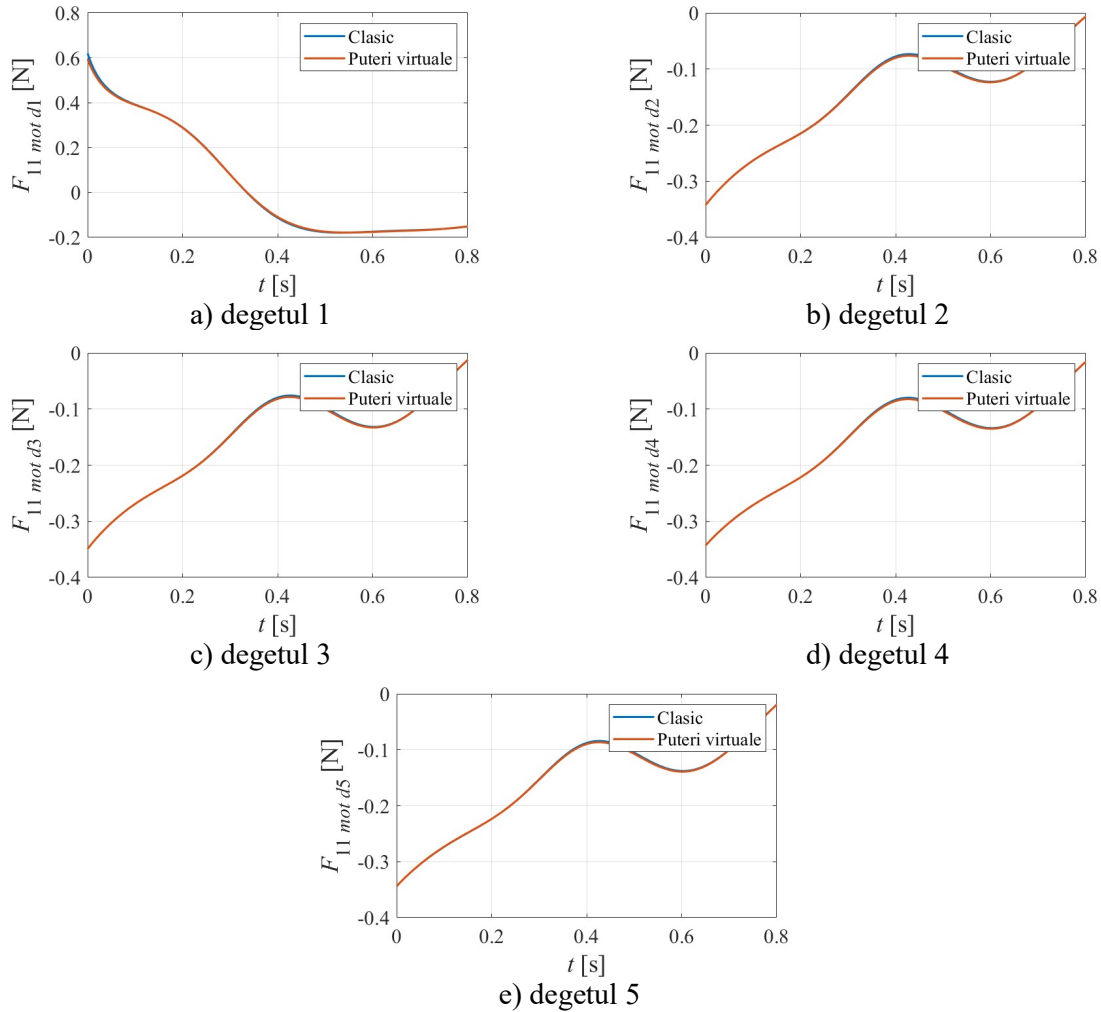 0.8
0.6
0.4
0.2
0
-0.2
F11 mot d1 [N]
Clasic
Puteri virtuale
0 0.2 0.4 0.6 0.8
t [s]
a) degetul 1
0
-0.1
-0.2
-0.3
-0.4
F11 mot d2 [N]
Clasic
Puteri virtuale
0 0.2 0.4 0.6 0.8
t [s]
b) degetul 2
0
-0.1
-0.2
-0.3
-0.4
F11 mot d3 [N]
Clasic
Puteri virtuale
0 0.2 0.4 0.6 0.8
t [s]
c) degetul 3
0
-0.1
-0.2
-0.3
-0.4
F11 mot d4 [N]
Clasic
Puteri virtuale
0 0.2 0.4 0.6 0.8
t [s]
d) degetul 4
0
-0.1
-0.2
-0.3
-0.4
F11 mot d5 [N]
Clasic
Puteri virtuale
0 0.2 0.4 0.6 0.8
t [s]
e) degetul 5